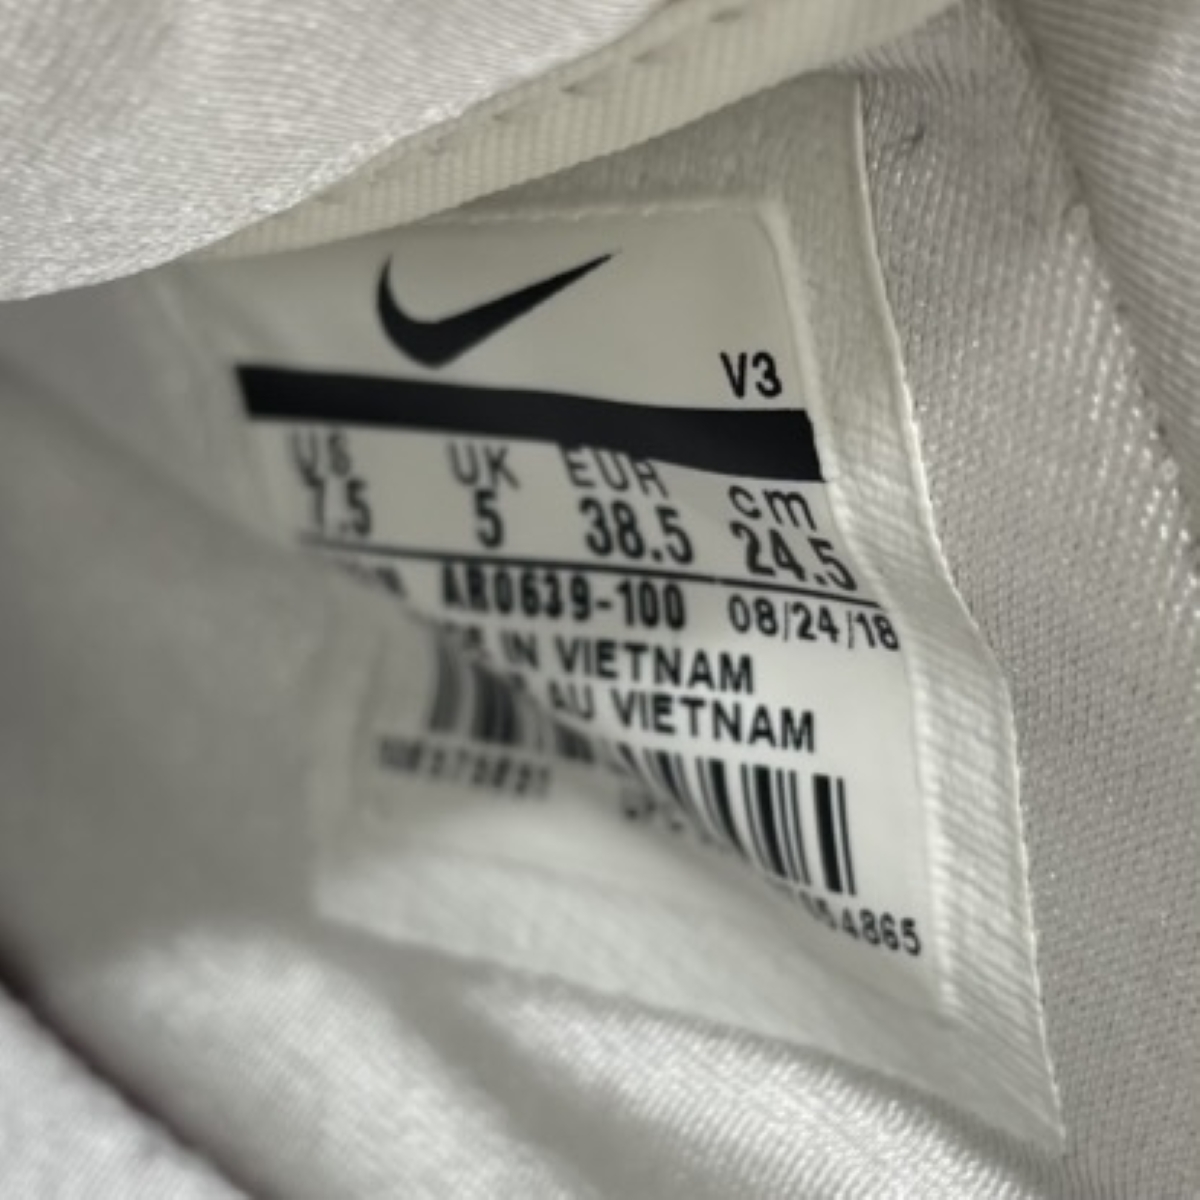 V3
US UK EUR cm
7.5 5 38.5 24.5
AR0639-100 08/24/18
IN VIETNAM
AU VIETNAM
54865